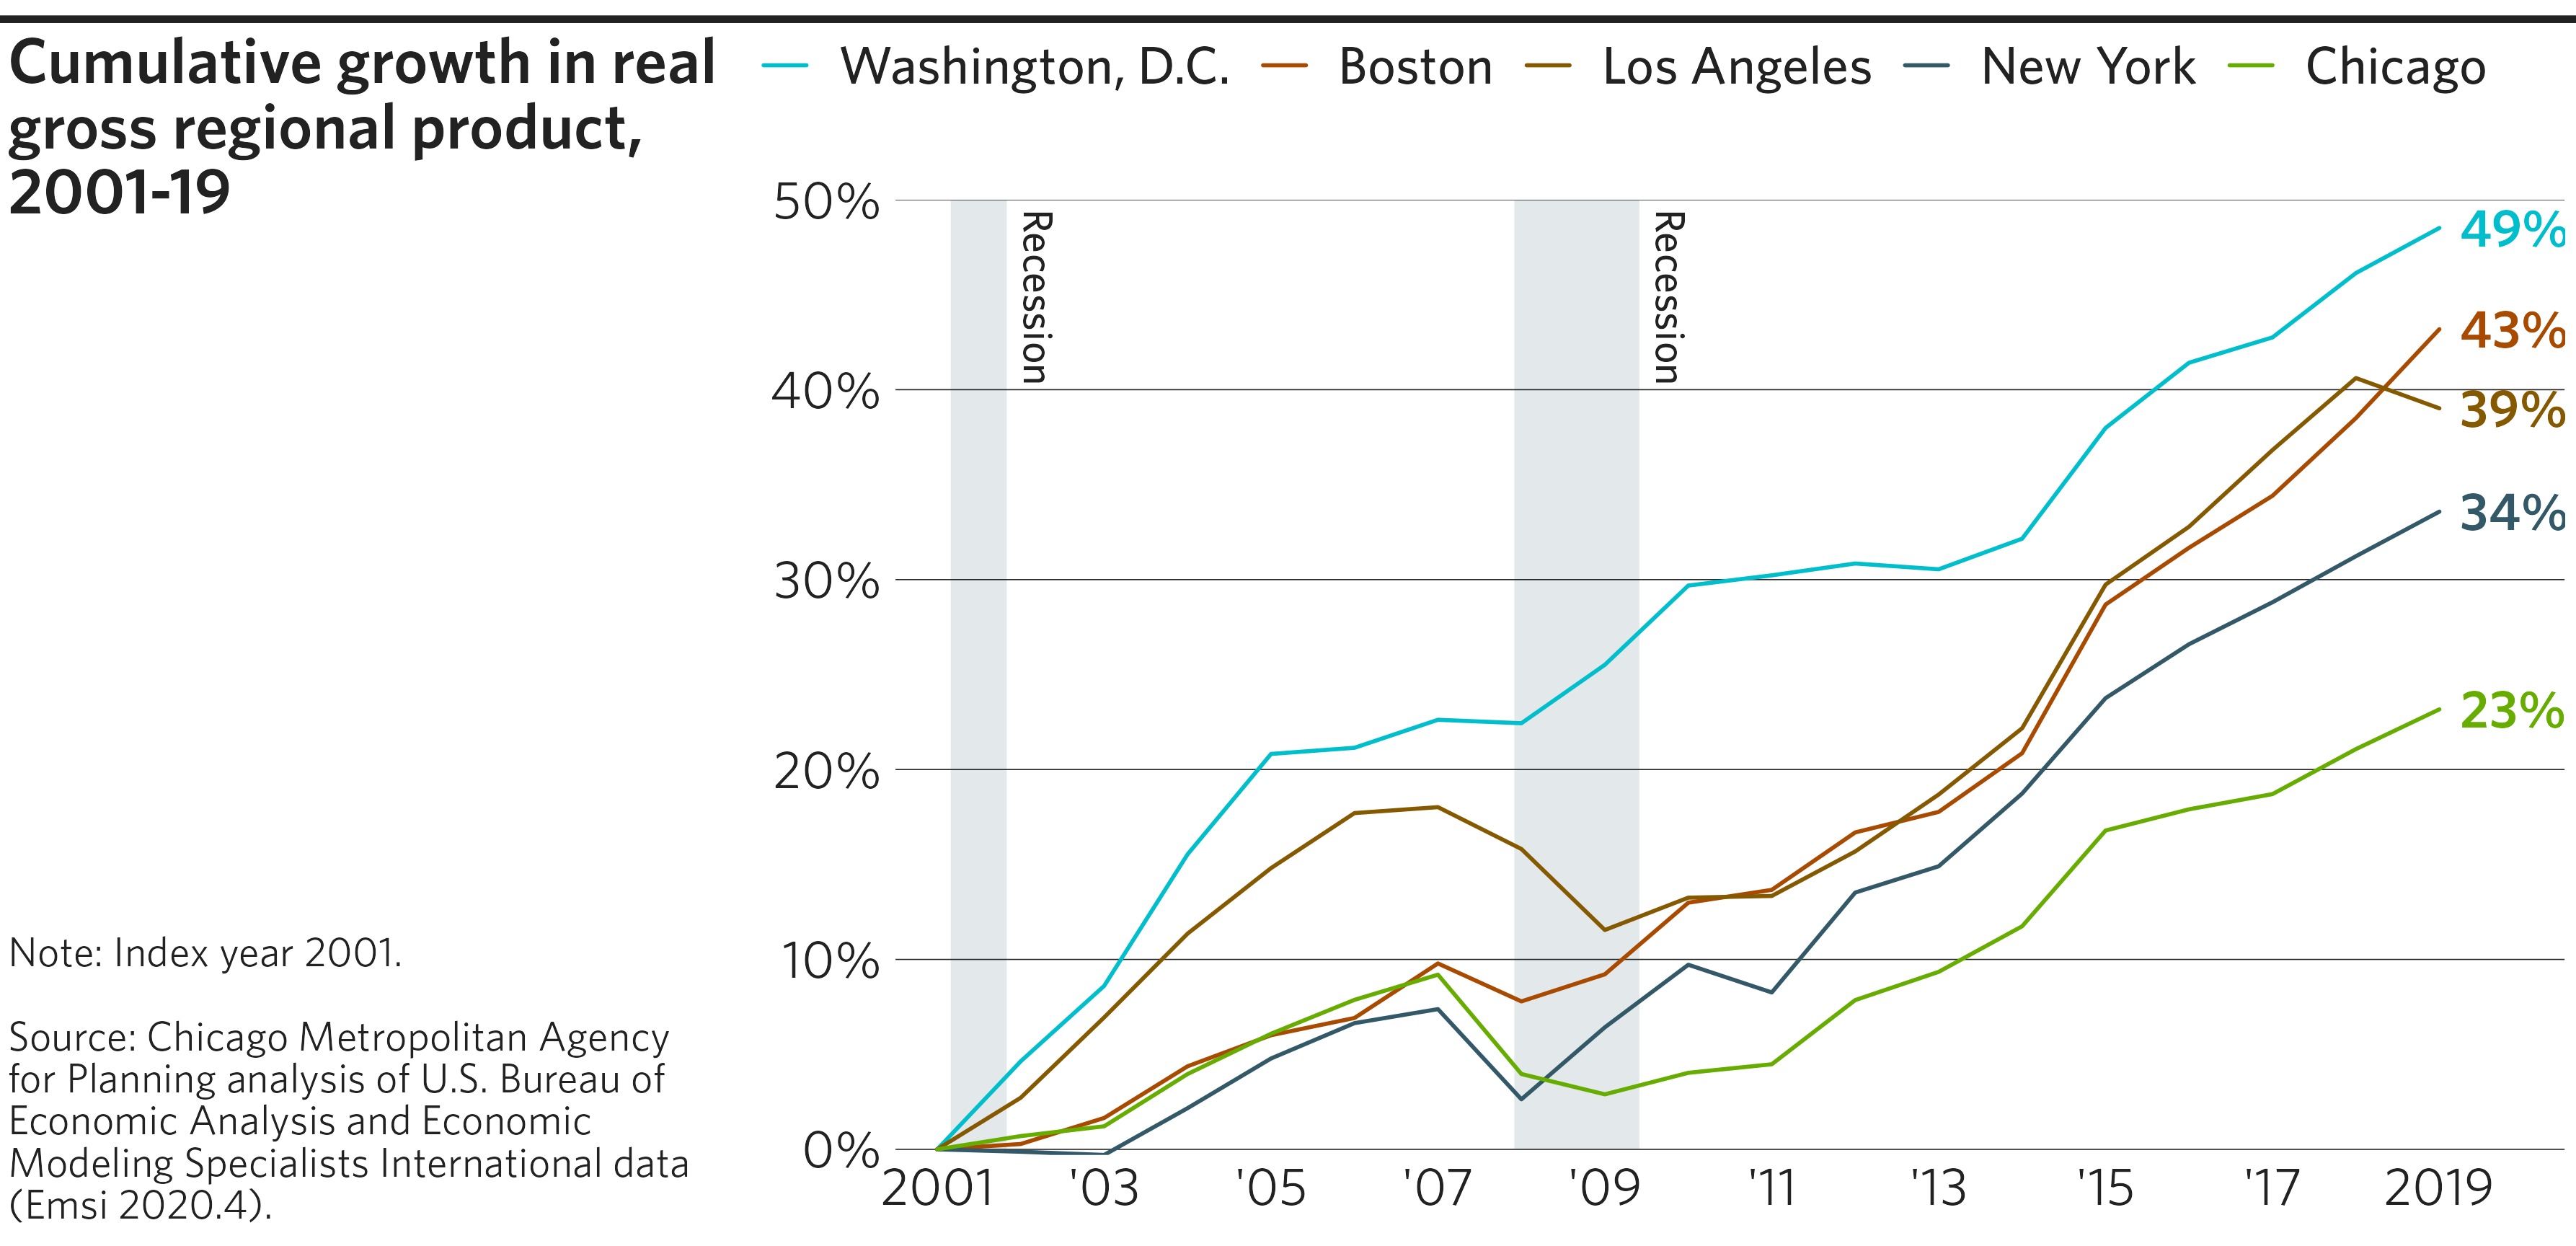 Cumulative growth in real
gross regional product,
2001-19
Washington, D.C.
Boston
Los Angeles
New York
Chicago
50%
40%
30%
20%
10%
0%
Recession
Recession
49%
43%
39%
34%
23%
2001
'03
'05
'07
'09
'11
'13
'15
'17
2019
Note: Index year 2001.
Source: Chicago Metropolitan Agency
for Planning analysis of U.S. Bureau of
Economic Analysis and Economic
Modeling Specialists International data
(Emsi 2020.4).